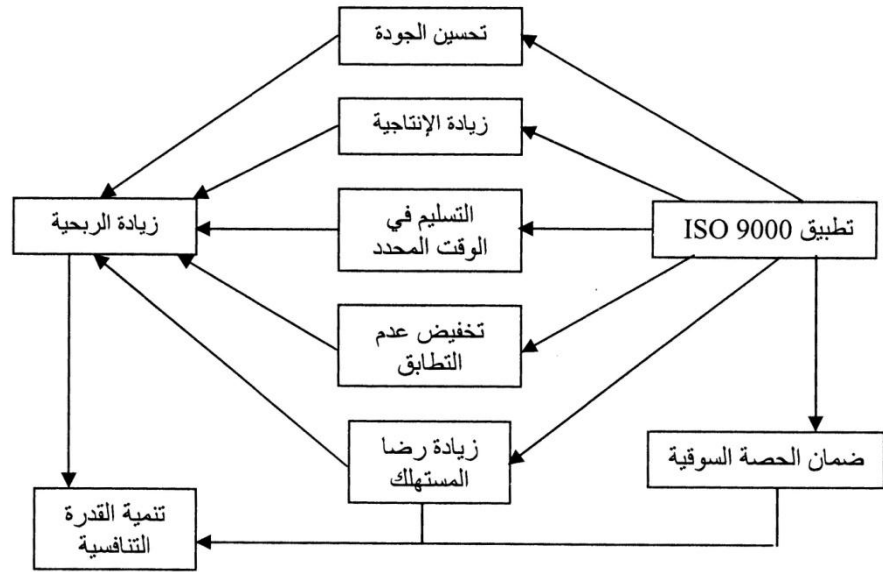 تحسين الجودة
زيادة الإنتاجية
تطبيق ISO 9000
التسليم في
الوقت المحدد
زيادة الربحية
تخفيض عدم
التطابق
ضمان الحصة السوقية
زيادة رضا
المستهلك
تنمية القدرة
التنافسية